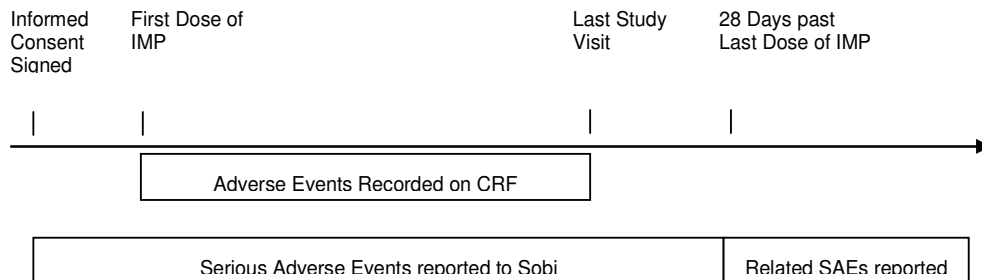 Informed
Consent
Signed
First Dose of
IMP
Last Study
Visit
28 Days past
Last Dose of IMP
Adverse Events Recorded on CRF
Serious Adverse Events reported to Sobi
Related SAEs reported